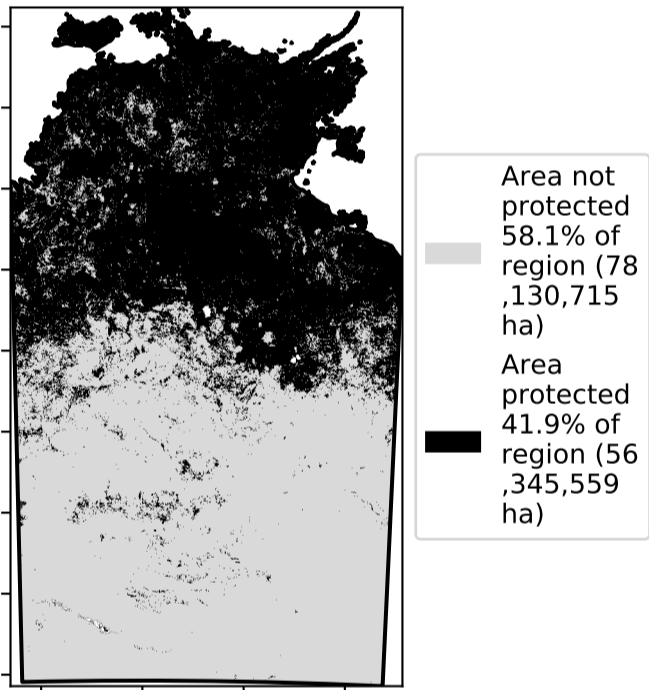 Area not
protected
58.1% of
region (78
,130,715
ha)
Area
protected
41.9% of
region (56
,345,559
ha)